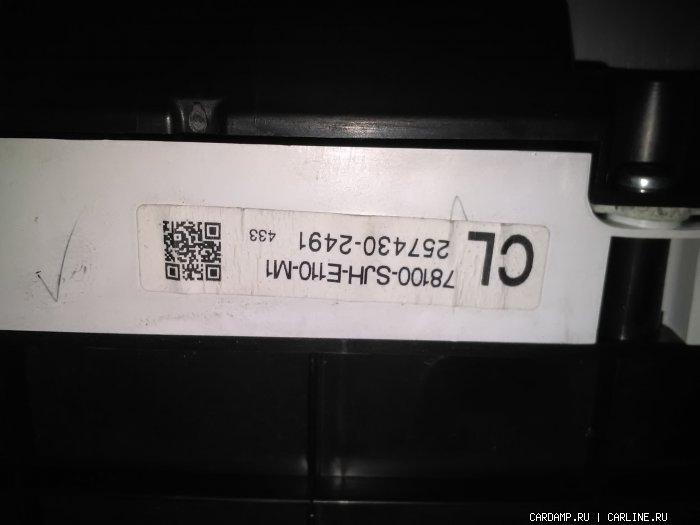 CL
78100-SJH-E110-M1
257430-2491 433
CARDAMP.RU | CARLINE.RU